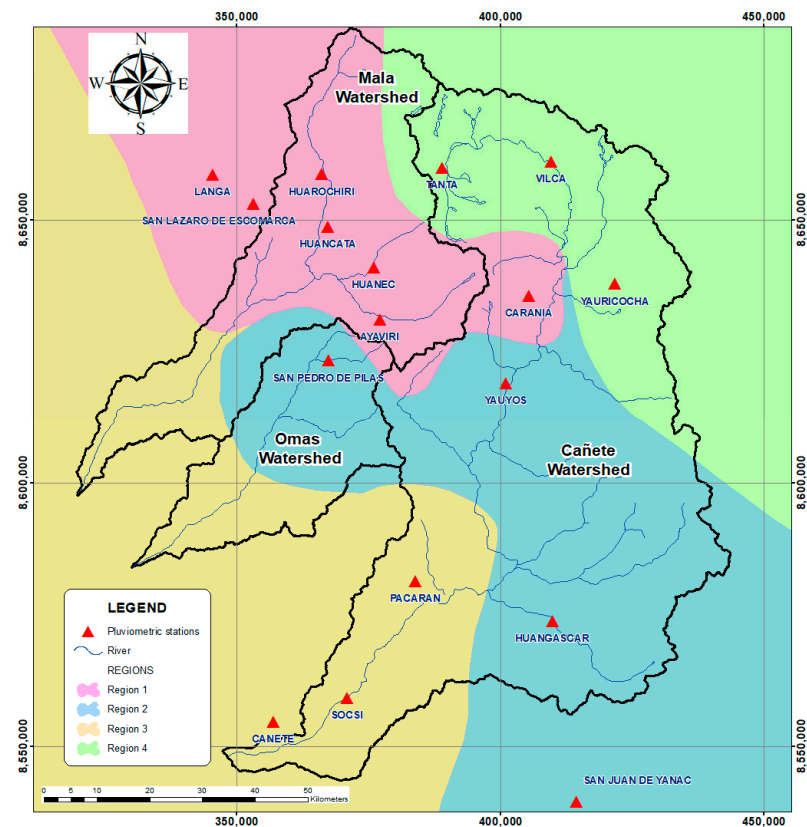 350,000
400,000
450,000
N
W
E
S
Mala
Watershed
LANGA
HUAROCHIRI
TANTA
VILCA
SAN LAZARO DE ESCOMARCA
8,650,000
8,650,000
HUANCATA
HUANEC
YAURICOCHA
CARANIA
AYAVIRI
SAN PEDRO DE PILAS
YAUYOS
Omas
Watershed
Cañete
Watershed
8,600,000
8,600,000
PACARAN
HUANGASCAR
SOCSI
CAÑETE
8,550,000
8,550,000
SAN JUAN DE YANAC
LEGEND
Pluviometric stations
River
REGIONS
Region 1
Region 2
Region 3
Region 4
0 5 10 20 30 40 50
Kilometers
350,000
400,000
450,000